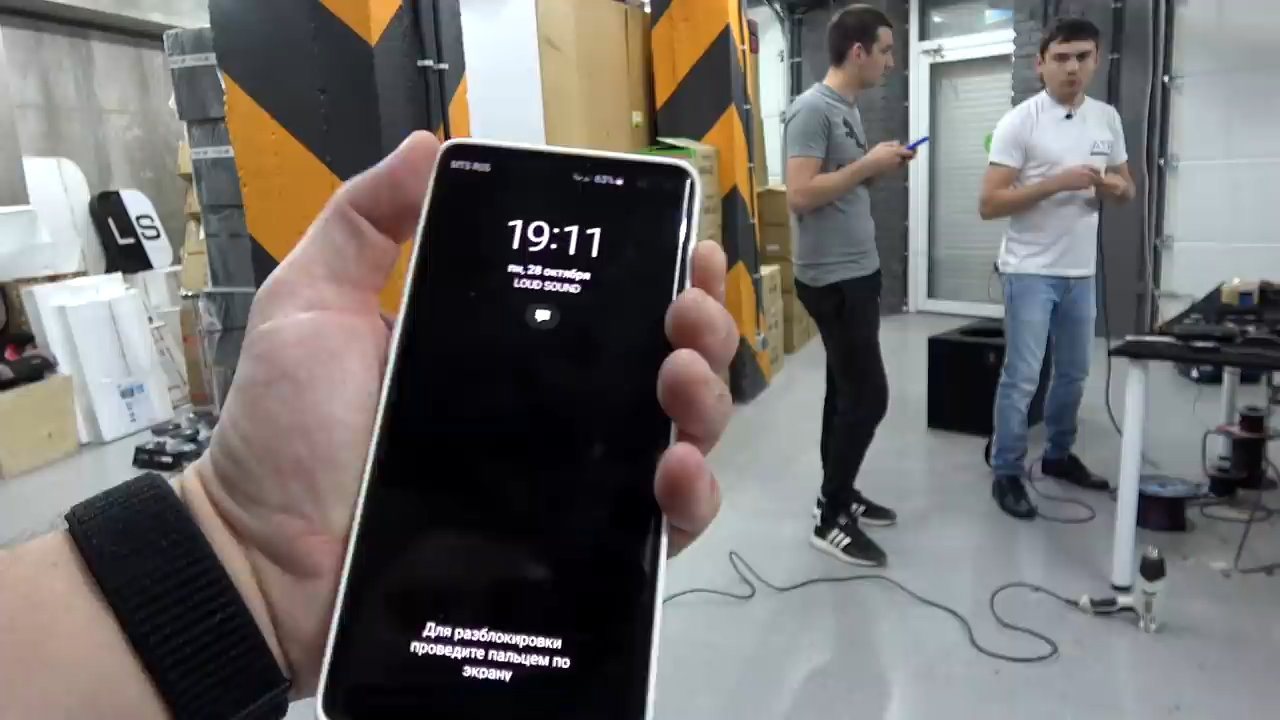 MTS RUS
63%
19:11
пн, 28 октября
LOUD SOUND
Для разблокировки
проведите пальцем по
экрану
LS